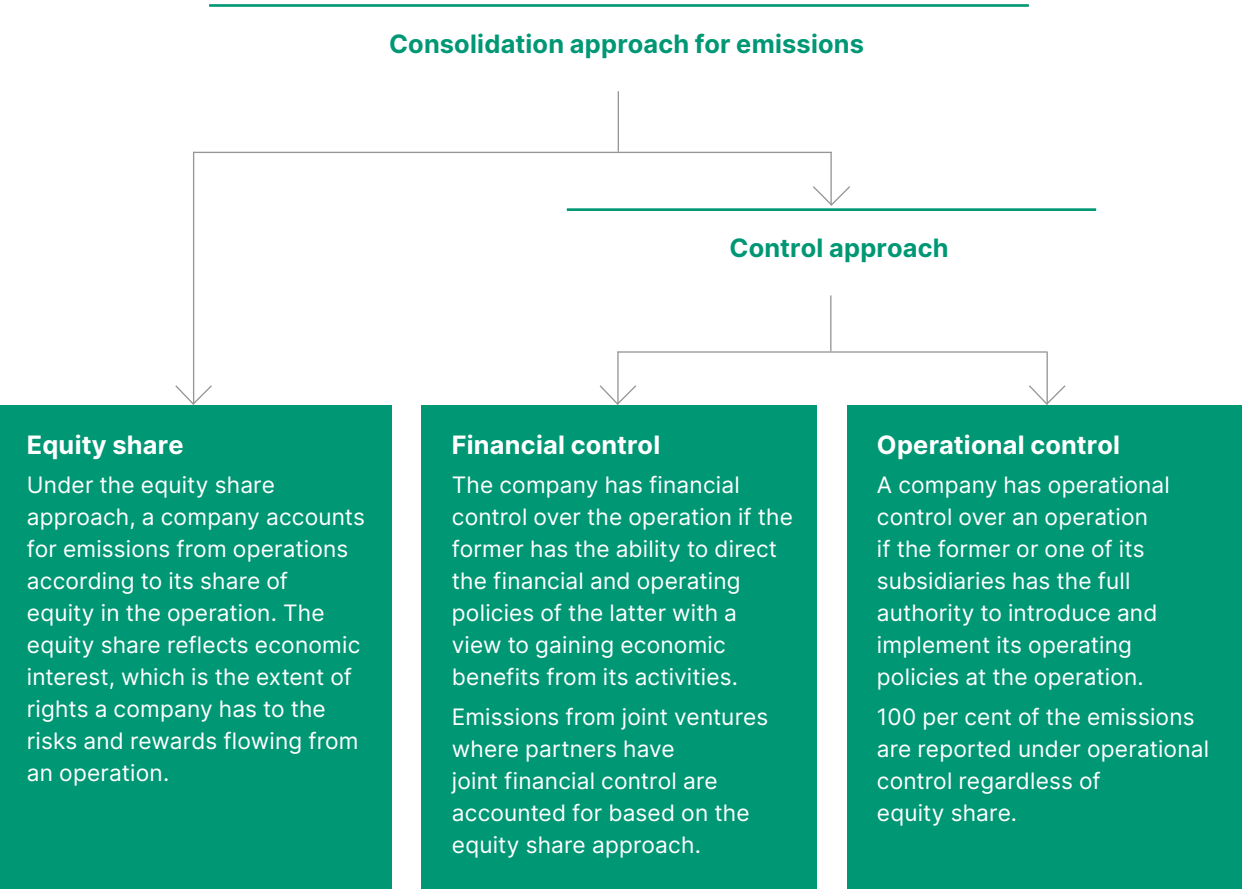 Consolidation approach for emissions
Control approach
Equity share
Under the equity share
approach, a company accounts
for emissions from operations
according to its share of
equity in the operation. The
equity share reflects economic
interest, which is the extent of
rights a company has to the
risks and rewards flowing from
an operation.
Financial control
The company has financial
control over the operation if the
former has the ability to direct
the financial and operating
policies of the latter with a
view to gaining economic
benefits from its activities.
Emissions from joint ventures
where partners have
joint financial control are
accounted for based on the
equity share approach.
Operational control
A company has operational
control over an operation
if the former or one of its
subsidiaries has the full
authority to introduce and
implement its operating
policies at the operation.
100 per cent of the emissions
are reported under operational
control regardless of
equity share.